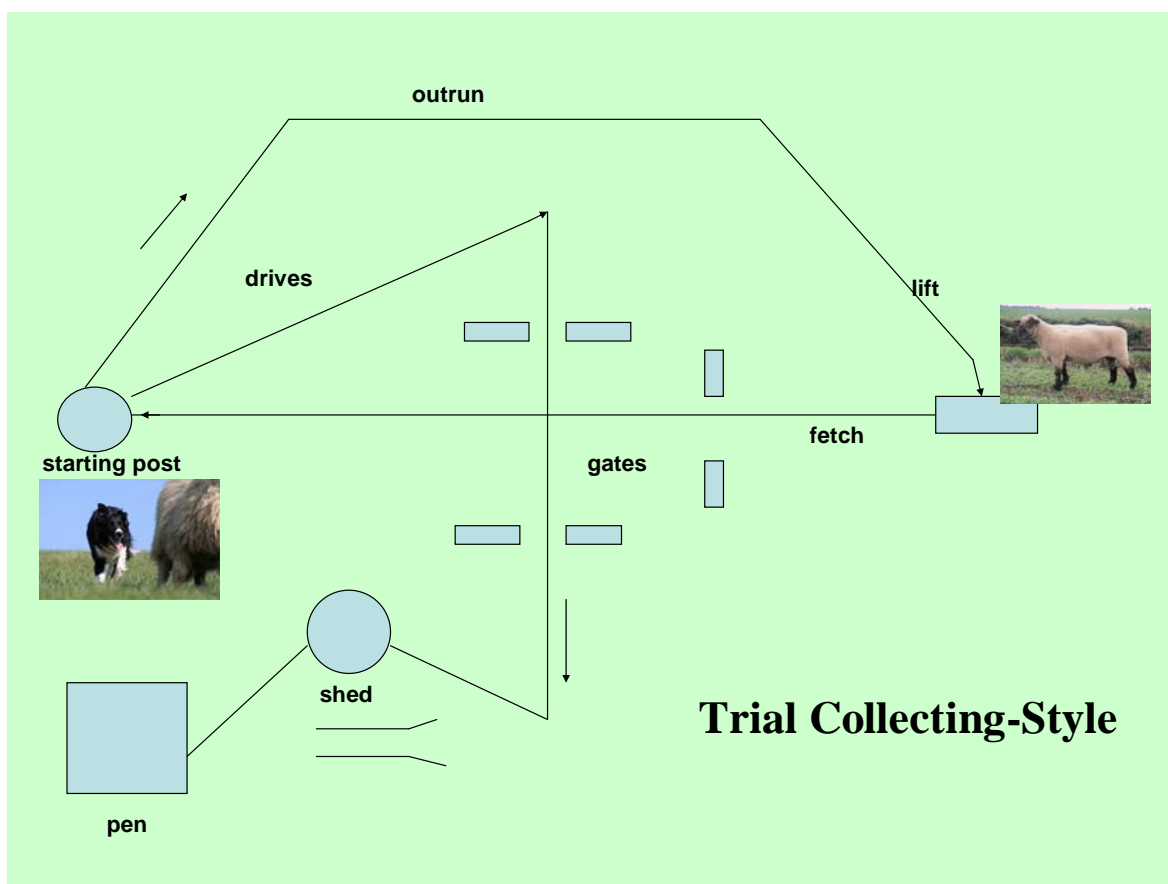 outrun
drives
lift
fetch
starting post
gates
shed
Trial Collecting-Style
pen